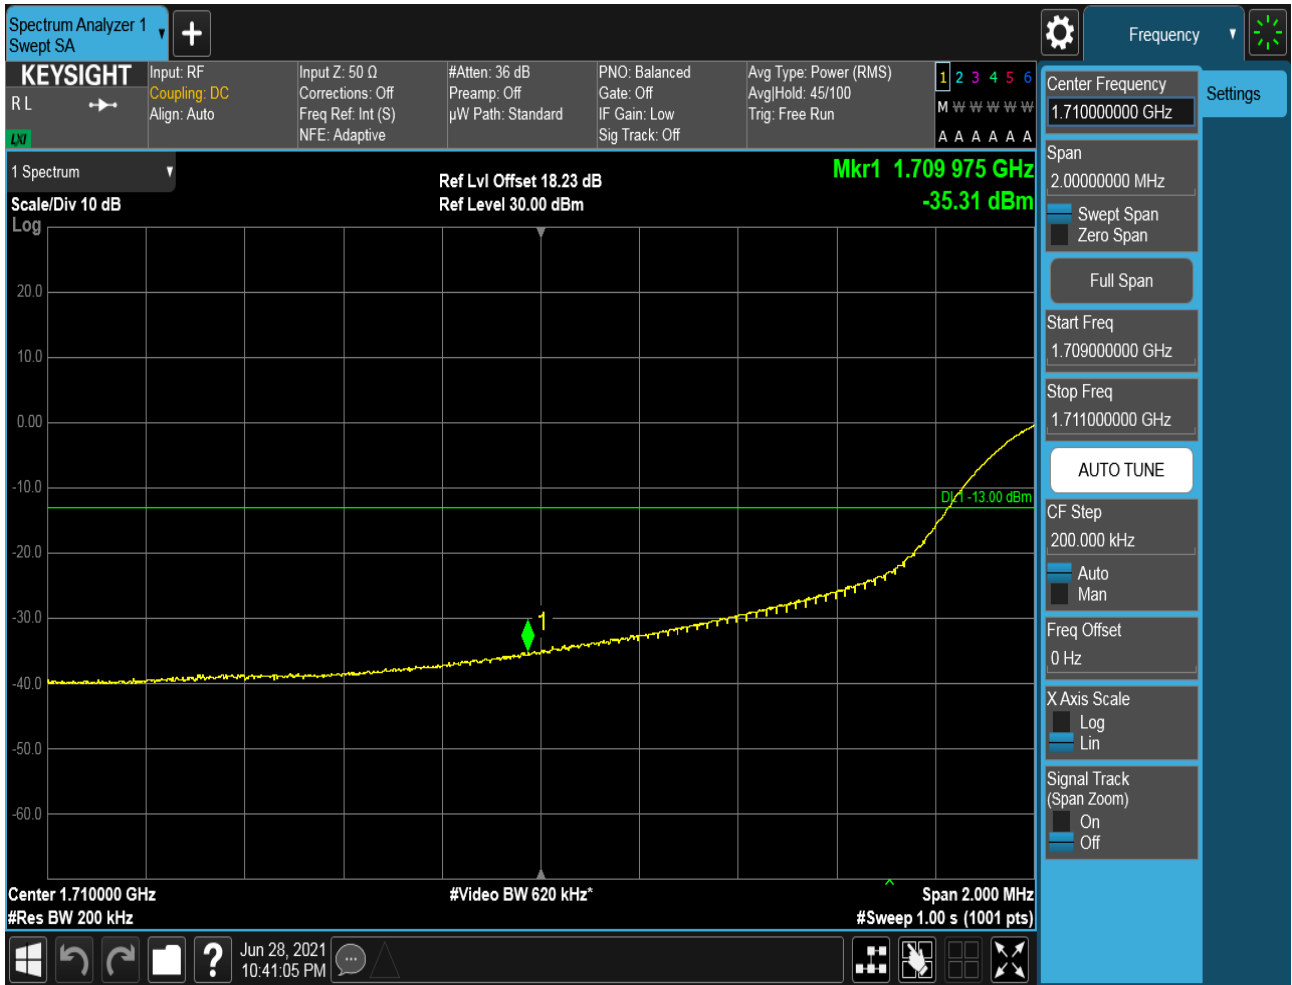 Spectrum Analyzer 1
Swept SA
Frequency
KEYSIGHT
R L
LXI
Input: RF
Coupling: DC
Align: Auto
Input Z: 50 Ω
Corrections: Off
Freq Ref: Int (S)
NFE: Adaptive
#Atten: 36 dB
Preamp: Off
µW Path: Standard
PNO: Balanced
Gate: Off
IF Gain: Low
Sig Track: Off
Avg Type: Power (RMS)
Avg|Hold: 45/100
Trig: Free Run
1 2 3 4 5 6
M W W W W W
A A A A A A
1 Spectrum
Scale/Div 10 dB
Log
Ref Lvl Offset 18.23 dB
Ref Level 30.00 dBm
Mkr1 1.709 975 GHz
-35.31 dBm
20.0
10.0
0.00
-10.0
-20.0
-30.0
-40.0
-50.0
-60.0
DL1 -13.00 dBm
1
Center 1.710000 GHz
#Res BW 200 kHz
#Video BW 620 kHz*
Span 2.000 MHz
#Sweep 1.00 s (1001 pts)
Jun 28, 2021
10:41:05 PM
Center Frequency
1.710000000 GHz
Settings
Span
2.00000000 MHz
Swept Span
Zero Span
Full Span
Start Freq
1.709000000 GHz
Stop Freq
1.711000000 GHz
AUTO TUNE
CF Step
200.000 kHz
Auto
Man
Freq Offset
0 Hz
X Axis Scale
Log
Lin
Signal Track
(Span Zoom)
On
Off